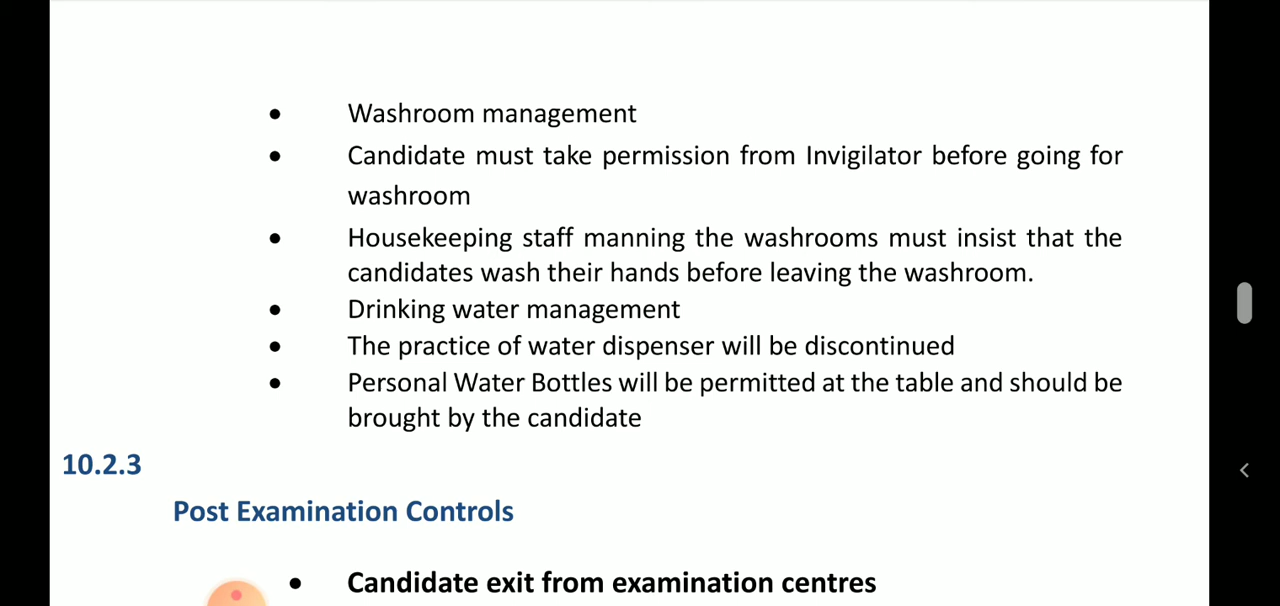 • Washroom management
• Candidate must take permission from Invigilator before going for
washroom
• Housekeeping staff manning the washrooms must insist that the
candidates wash their hands before leaving the washroom.
• Drinking water management
• The practice of water dispenser will be discontinued
• Personal Water Bottles will be permitted at the table and should be
brought by the candidate
10.2.3
Post Examination Controls
• Candidate exit from examination centres